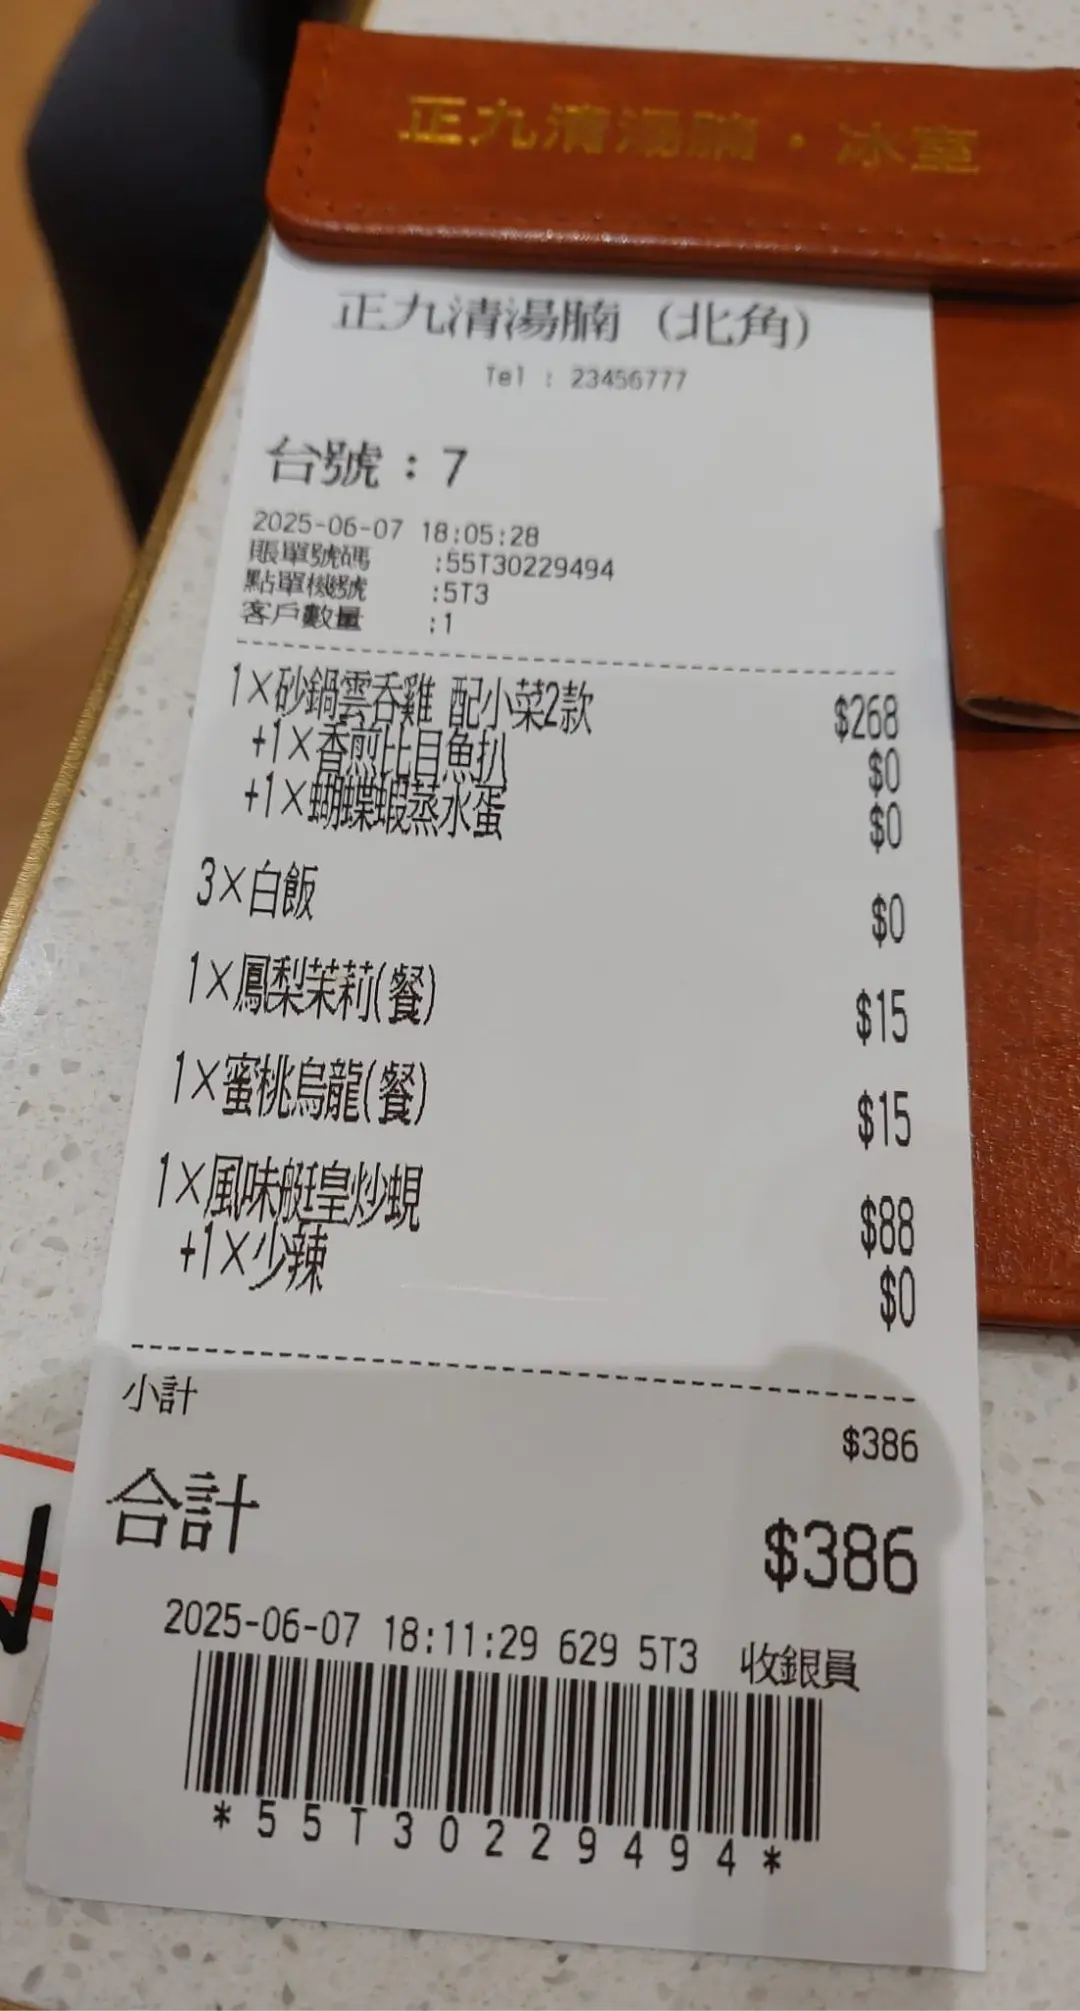 正九清湯腩・冰室
正九清湯腩（北角）
Tel : 23456777
台號：7
2025-06-07 18:05:28
賬單號碼 :55T30229494
點單機號 :5T3
客戶數量 :1
1×砂鍋雲吞雞 配小菜2款 $268
+1×香煎比目魚扒 $0
+1×蝴蝶蝦蒸水蛋 $0
3×白飯 $0
1×鳳梨茉莉(餐) $15
1×蜜桃烏龍(餐) $15
1×風味艇皇炒蜆 $88
+1×少辣 $0
小計 $386
合計 $386
2025-06-07 18:11:29 629 5T3 收銀員
*55T30229494*